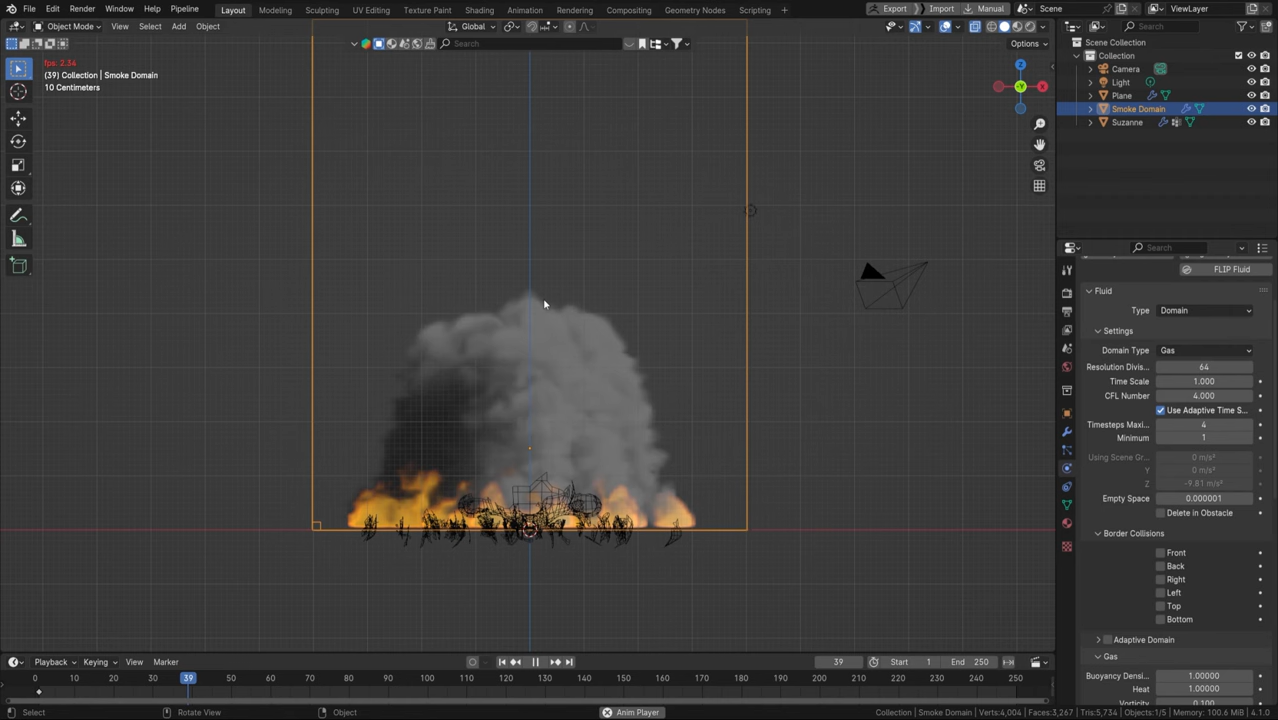 File Edit Render Window Help Pipeline Layout Modeling Sculpting UV Editing Texture Paint Shading Animation Rendering Compositing Geometry Nodes Scripting Export Import Manual Scene ViewLayer
Object Mode View Select Add Object Global
Search
Options
Search
fps: 2.34
(39) Collection | Smoke Domain
10 Centimeters
Z
-Y
X
Scene Collection
Collection
Camera
Light
Plane
Smoke Domain
Suzanne
Search
FLIP Fluid
Fluid
Type Domain
Settings
Domain Type Gas
Resolution Divis... 64
Time Scale 1.000
CFL Number 4.000
Use Adaptive Time S...
Timesteps Maxi... 4
Minimum 1
Using Scene Gr... 0 m/s²
Y 0 m/s²
Z -9.81 m/s²
Empty Space 0.000001
Delete in Obstacle
Border Collisions
Front
Back
Right
Left
Top
Bottom
Adaptive Domain
Gas
Buoyancy Densi... 1.00000
Heat 1.00000
Vorticity 0.100
Playback Keying View Marker 39 Start 1 End 250
0 10 20 30 39 50 60 70 80 90 100 110 120 130 140 150 160 170 180 190 200 210 220 230 240 250
Select Rotate View Object Anim Player Collection | Smoke Domain | Verts:4,004 | Faces:3,267 | Tris:5,734 | Objects:1/5 | Memory: 100.6 MiB | 4.1.0